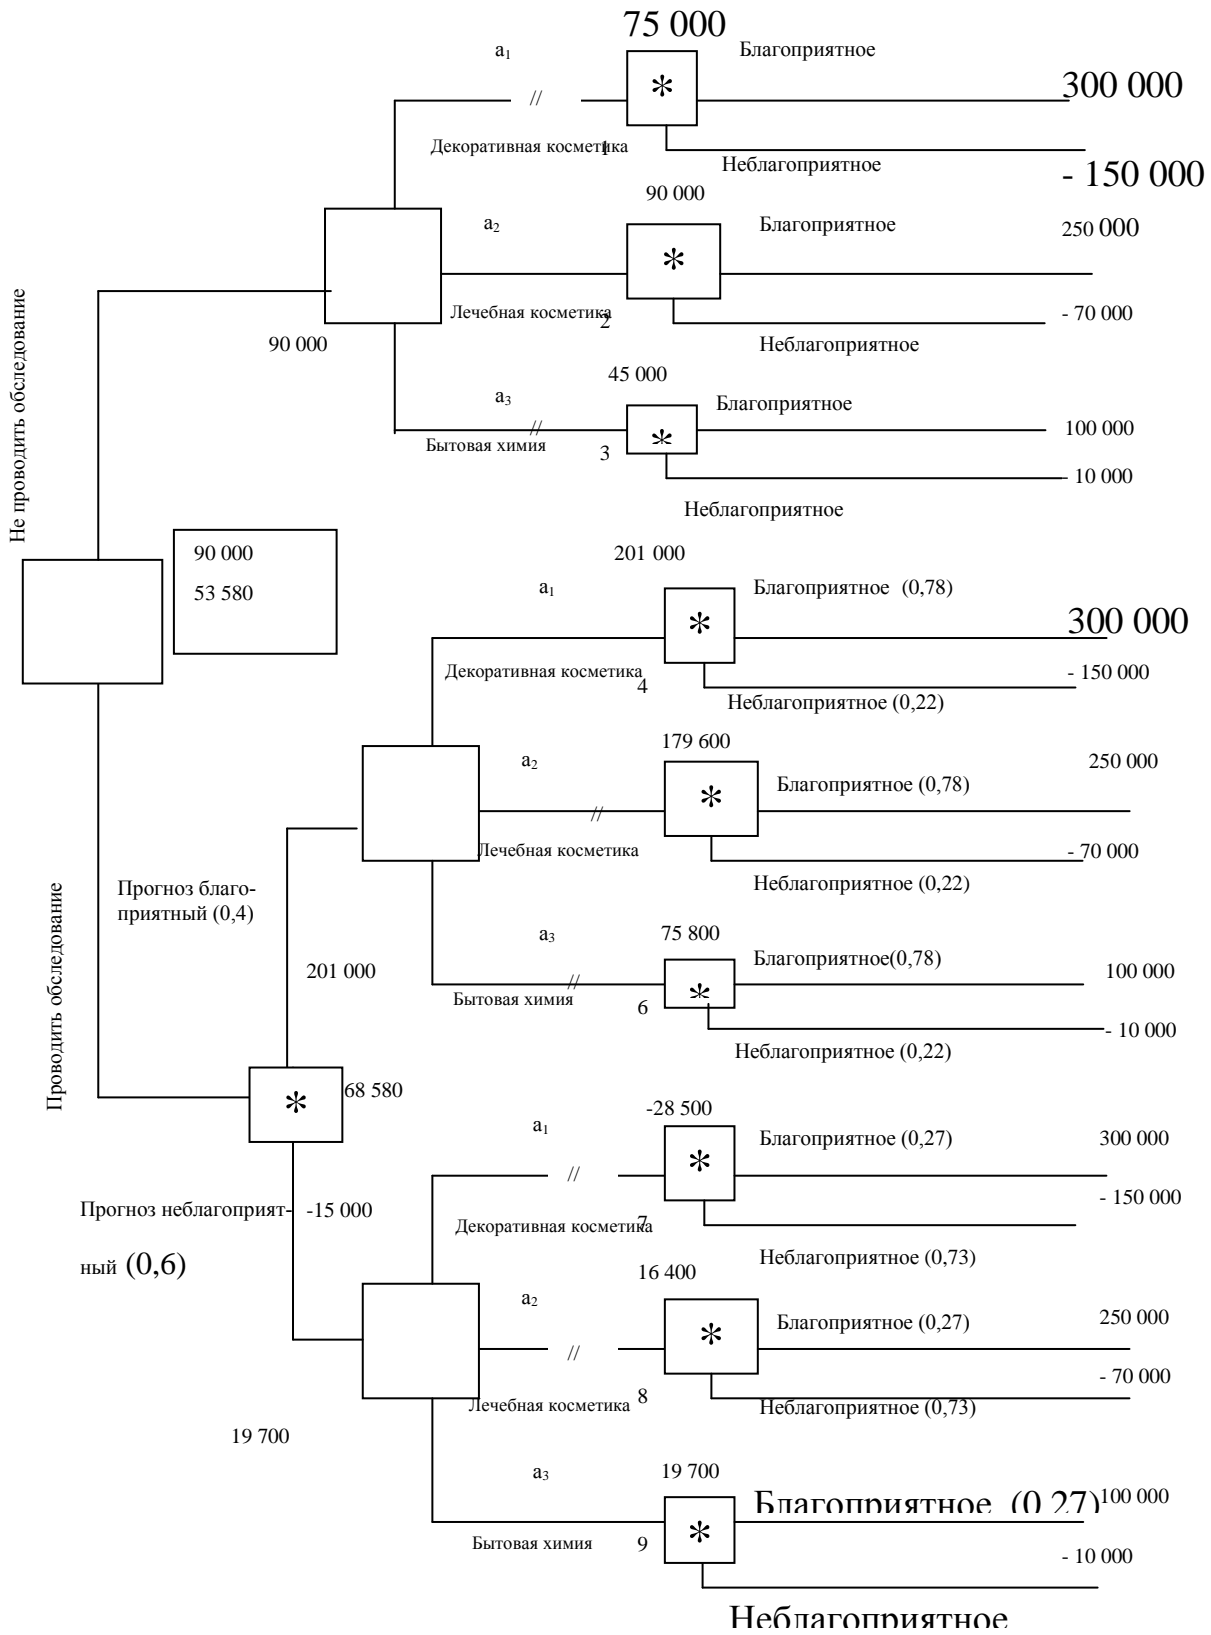 75 000
a₁
Благоприятное
*
300 000
Декоративная косметика
1
Неблагоприятное
- 150 000
90 000
a₂
Благоприятное
250 000
*
Лечебная косметика
2
- 70 000
Неблагоприятное
90 000
45 000
a₃
Благоприятное
*
100 000
Бытовая химия
3
- 10 000
Неблагоприятное
Не проводить обследование
90 000
53 580
201 000
a₁
Благоприятное (0,78)
*
300 000
Декоративная косметика
4
- 150 000
Неблагоприятное (0,22)
179 600
a₂
250 000
Благоприятное (0,78)
*
Лечебная косметика
- 70 000
Неблагоприятное (0,22)
Проводить обследование
Прогноз благо-
приятный (0,4)
201 000
75 800
a₃
Благоприятное(0,78)
*
100 000
Бытовая химия
6
- 10 000
Неблагоприятное (0,22)
*
68 580
-28 500
a₁
Благоприятное (0,27)
300 000
*
Прогноз неблагоприят-
ный (0,6)
-15 000
Декоративная косметика
7
- 150 000
Неблагоприятное (0,73)
16 400
a₂
Благоприятное (0,27)
250 000
*
Лечебная косметика
8
- 70 000
Неблагоприятное (0,73)
19 700
19 700
a₃
Благоприятное (0 27)
100 000
*
Бытовая химия
9
- 10 000
Неблагоприятное